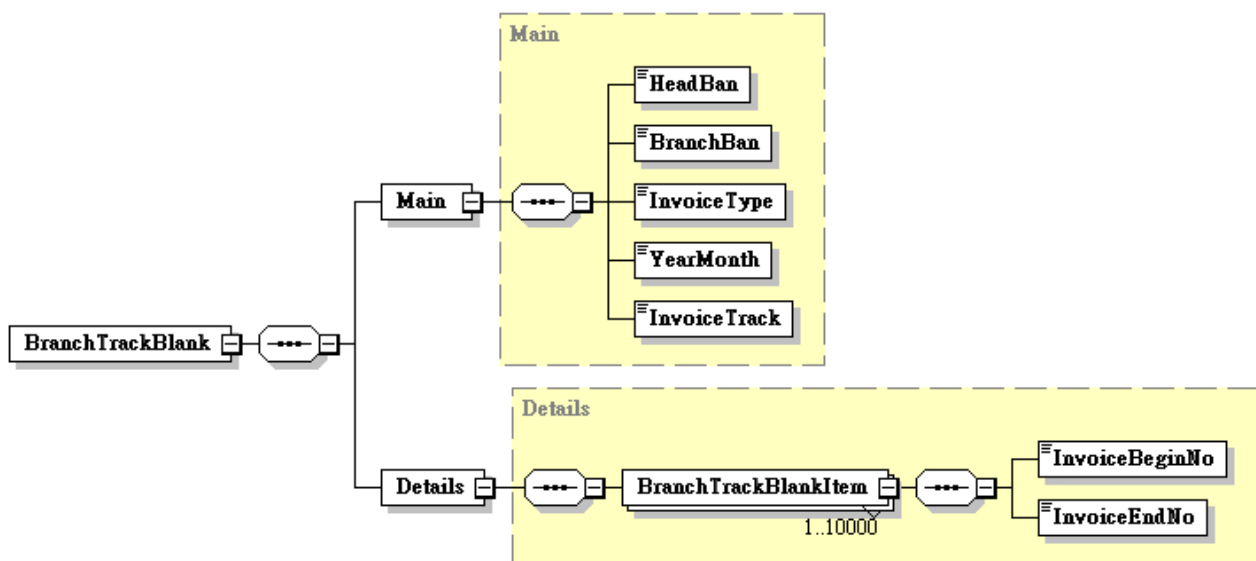 Main
HeadBan
BranchBan
InvoiceType
Main
YearMonth
InvoiceTrack
BranchTrackBlank
Details
InvoiceBeginNo
Details
BranchTrackBlankItem
InvoiceEndNo
1..10000